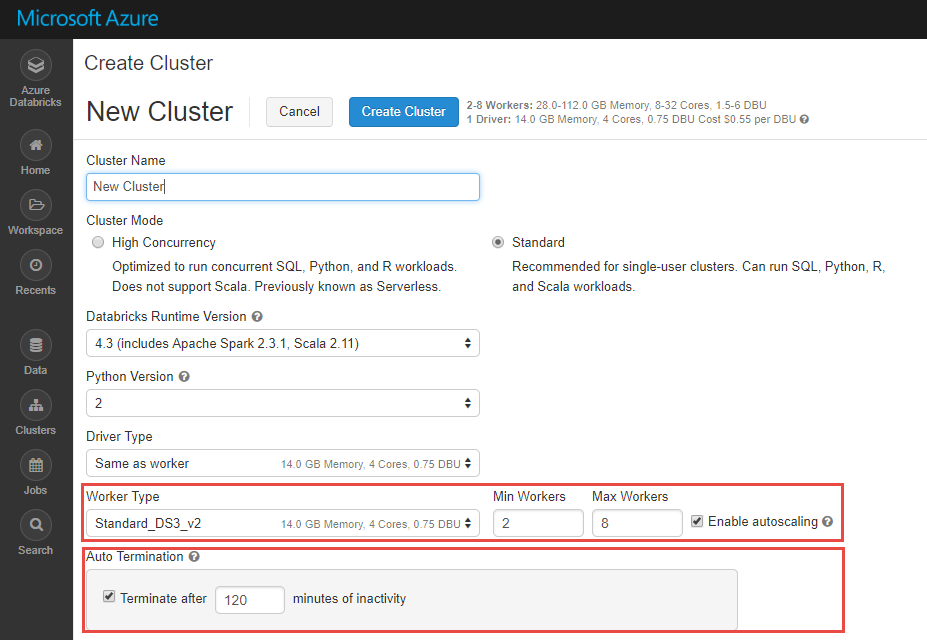 Microsoft Azure
Azure
Databricks
Home
Workspace
Recents
Data
Clusters
Jobs
Search
Create Cluster
New Cluster
Cancel
Create Cluster
2-8 Workers: 28.0-112.0 GB Memory, 8-32 Cores, 1.5-6 DBU
1 Driver: 14.0 GB Memory, 4 Cores, 0.75 DBU Cost $0.55 per DBU ?
Cluster Name
New Cluster
Cluster Mode
High Concurrency
Optimized to run concurrent SQL, Python, and R workloads.
Does not support Scala. Previously known as Serverless.
Standard
Recommended for single-user clusters. Can run SQL, Python, R,
and Scala workloads.
Databricks Runtime Version ?
4.3 (includes Apache Spark 2.3.1, Scala 2.11)
Python Version ?
2
Driver Type
Same as worker 14.0 GB Memory, 4 Cores, 0.75 DBU
Worker Type Min Workers Max Workers
Standard_DS3_v2 14.0 GB Memory, 4 Cores, 0.75 DBU 2 8 Enable autoscaling ?
Auto Termination ?
Terminate after 120 minutes of inactivity